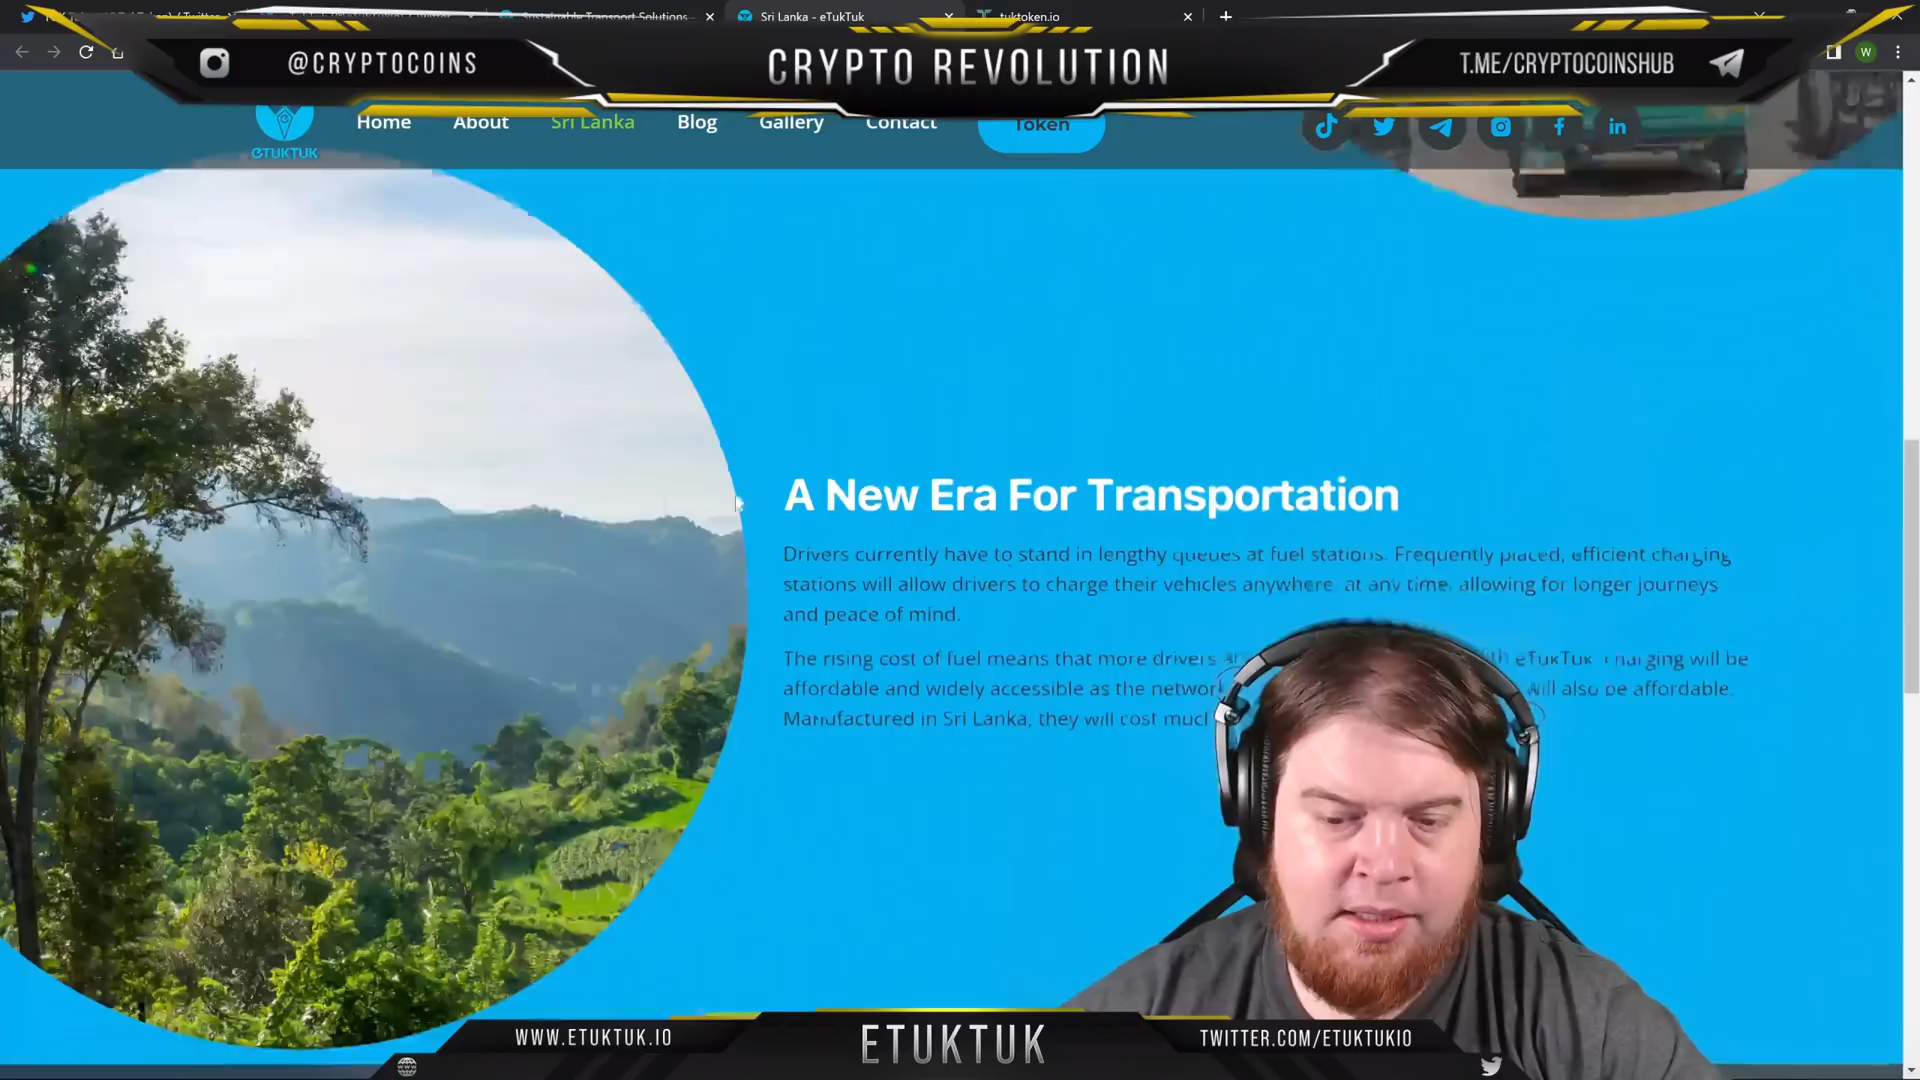 Sustainable Transport Solutions
Sri Lanka - eTukTuk
tuktoken.io
@CRYPTOCOINS
CRYPTO REVOLUTION
T.ME/CRYPTOCOINSHUB
W
Home
About
Sri Lanka
Blog
Gallery
Contact
Token
eTUKTUK
A New Era For Transportation
Drivers currently have to stand in lengthy queues at fuel stations. Frequently placed, efficient charging
stations will allow drivers to charge their vehicles anywhere, at any time, allowing for longer journeys
and peace of mind.
The rising cost of fuel means that more drivers eTukTuk, charging will be
affordable and widely accessible as the network will also be affordable.
Manufactured in Sri Lanka, they will cost much
WWW.ETUKTUK.IO
ETUKTUK
TWITTER.COM/ETUKTUKIO